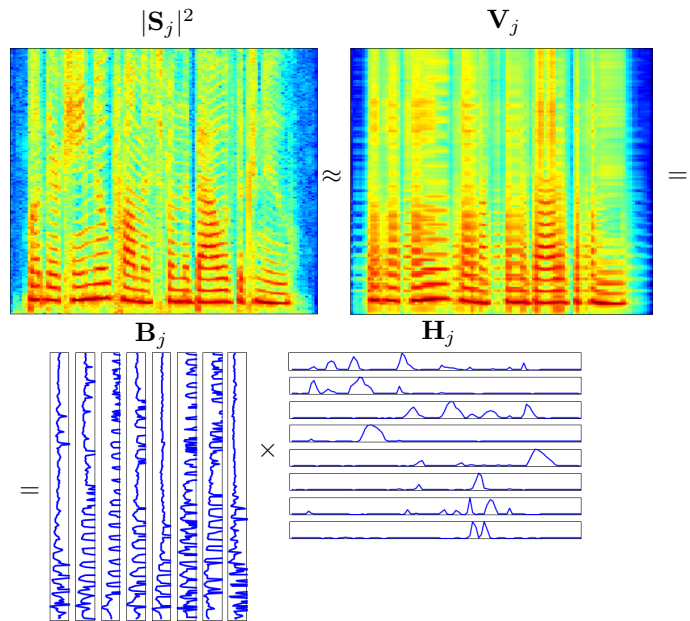 |S_j|^2
V_j
≈
=
B_j
H_j
=
×